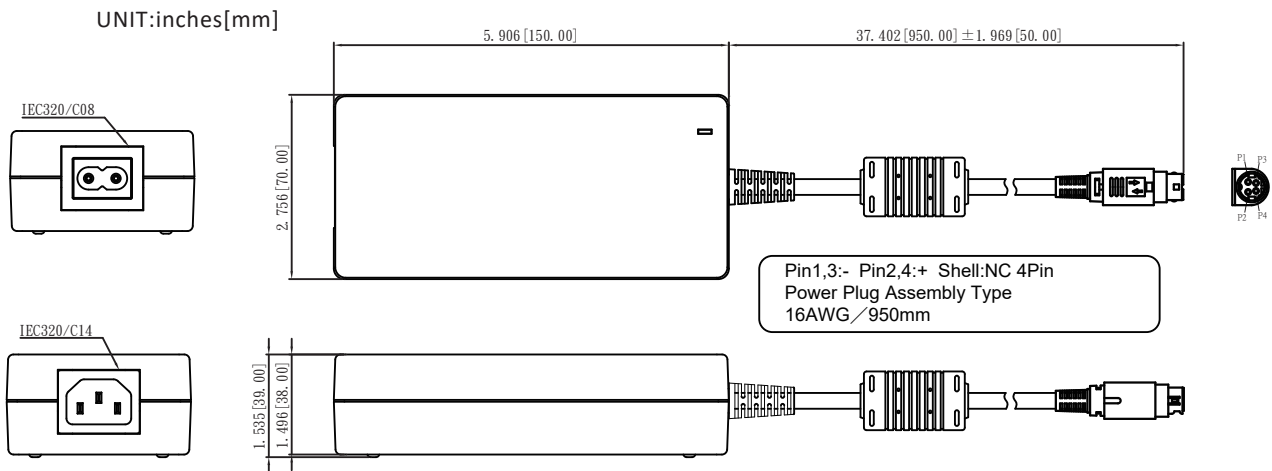 UNIT:inches[mm]
5. 906 [150. 00]
37. 402 [950. 00] ±1. 969 [50. 00]
IEC320/C08
2. 756 [70. 00]
P1 P3
P2 P4
Pin1,3:- Pin2,4:+ Shell:NC 4Pin
Power Plug Assembly Type
16AWG／950mm
IEC320/C14
1. 535 [39. 00]
1. 496 [38. 00]